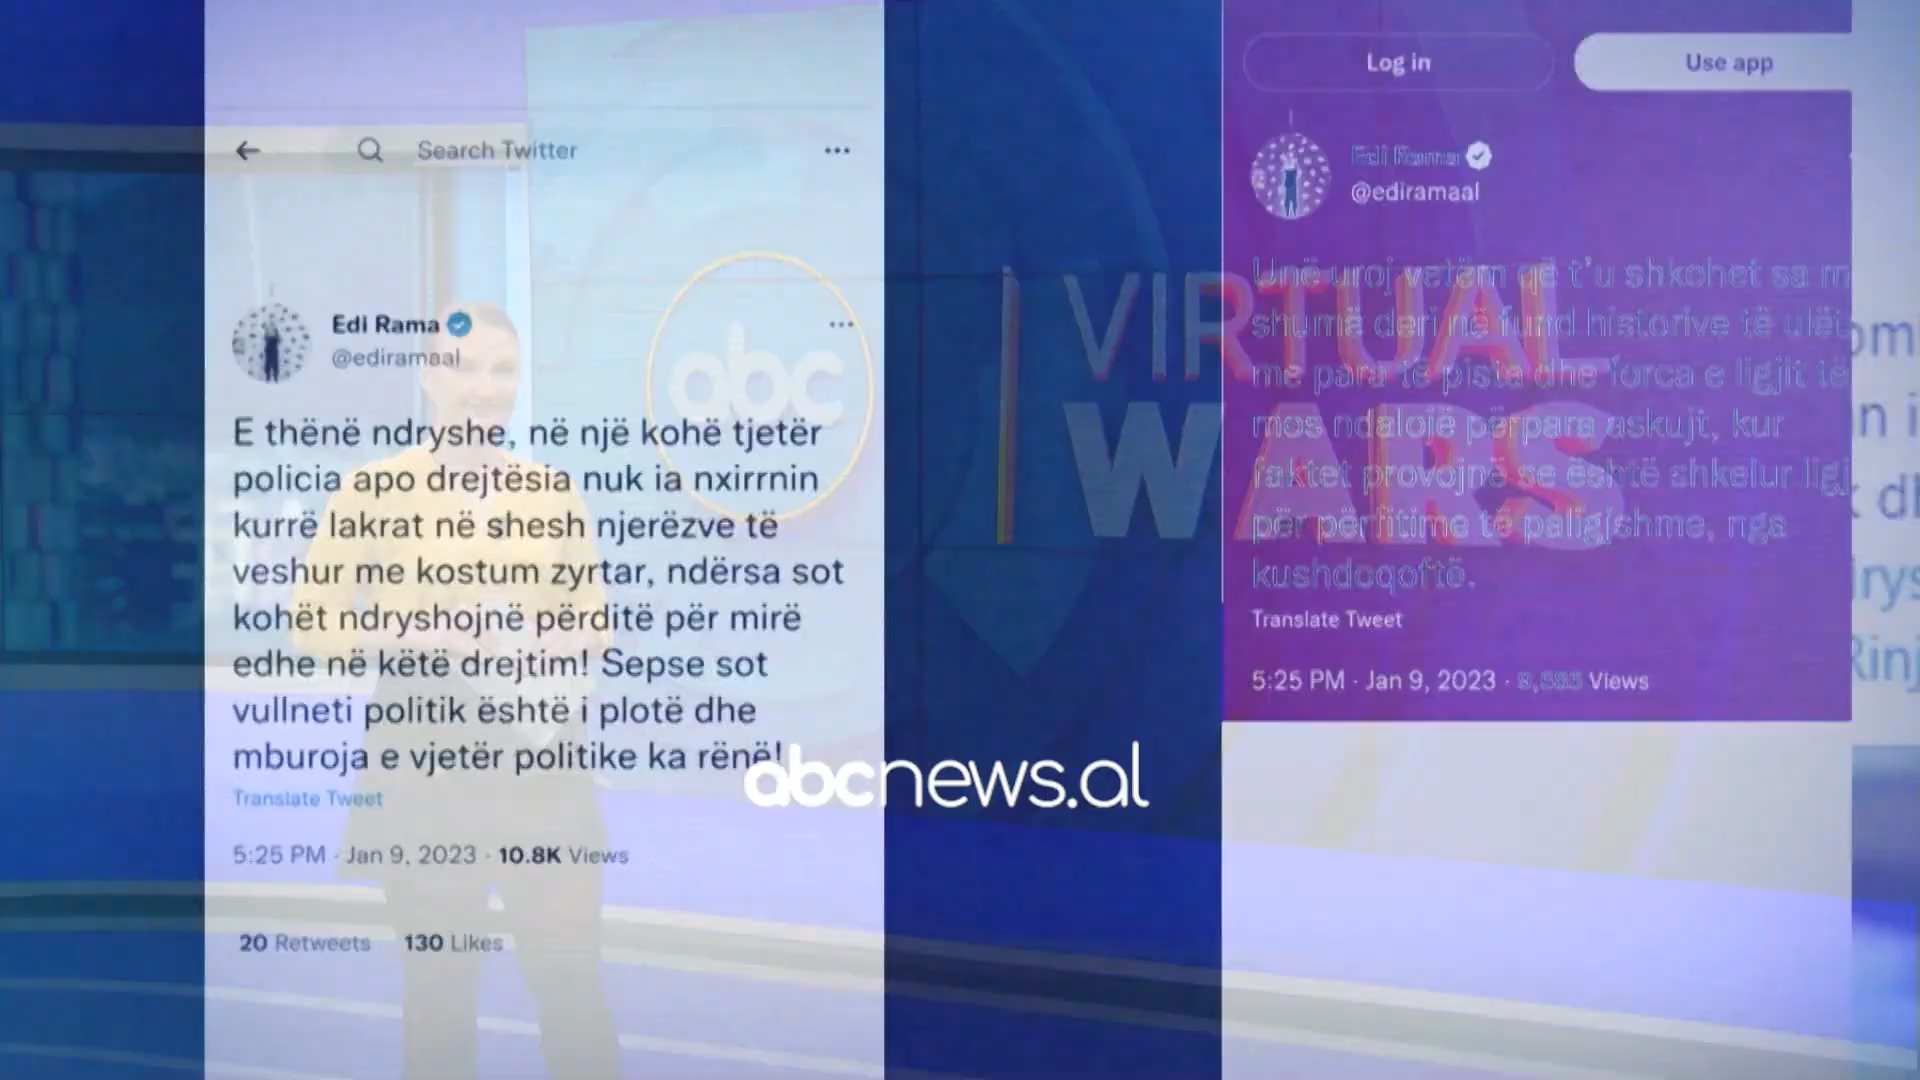 Search Twitter
Edi Rama
@ediramaal
E thënë ndryshe, në një kohë tjetër
policia apo drejtësia nuk ia nxirrnin
kurrë lakrat në shesh njerëzve të
veshur me kostum zyrtar, ndërsa sot
kohët ndryshojnë përditë për mirë
edhe në këtë drejtim! Sepse sot
vullneti politik është i plotë dhe
mburoja e vjetër politike ka rënë!
Translate Tweet
5:25 PM · Jan 9, 2023 · 10.8K Views
20 Retweets 130 Likes
abc
VIRTUAL
WARS
abcnews.al
Log in
Use app
Edi Rama
@ediramaal
Unë uroj vetëm që t'u shkohet sa m
shumë deri në fund historive të ulët
me para të pista dhe forca e ligjit të
mos ndalojë përpara askujt, kur
faktet provojnë se është shkelur ligj
për përfitime të paligjshme, nga
kushdoqoftë.
Translate Tweet
5:25 PM · Jan 9, 2023 · Views